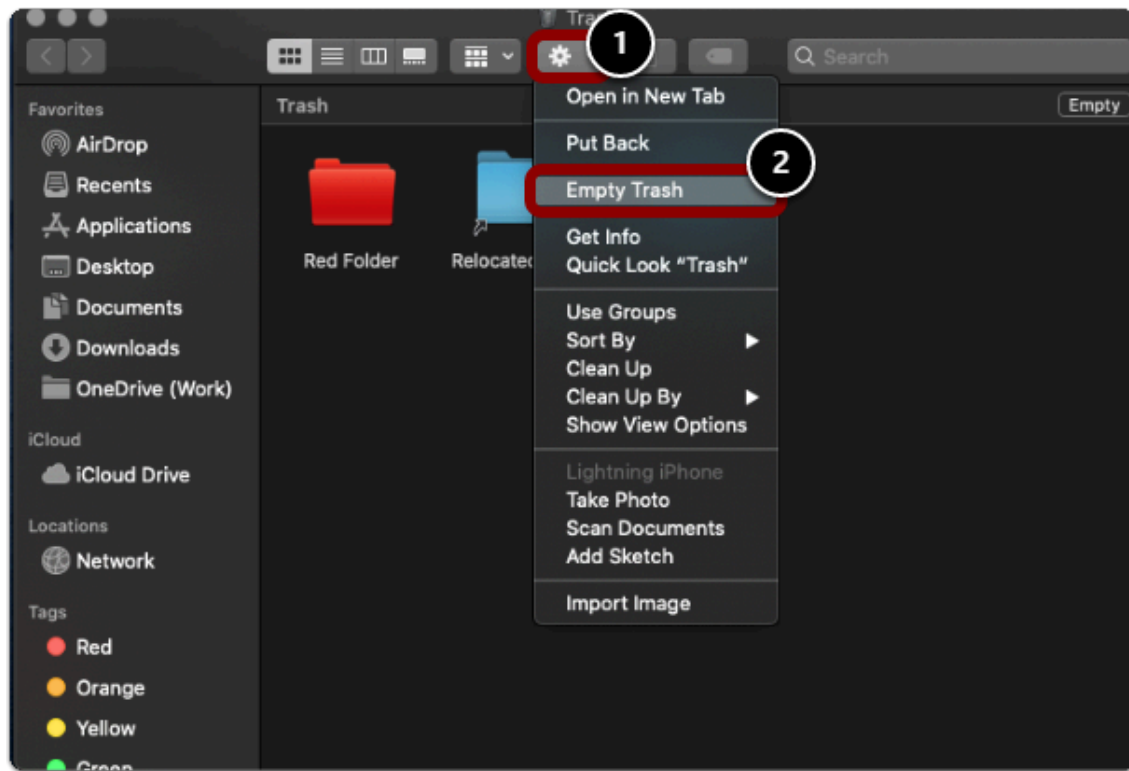 Tra
1
Search
Favorites
AirDrop
Recents
Applications
Desktop
Documents
Downloads
OneDrive (Work)
iCloud
iCloud Drive
Locations
Network
Tags
Red
Orange
Yellow
Green
Trash
Empty
Red Folder
Relocated
Open in New Tab
Put Back
2
Empty Trash
Get Info
Quick Look “Trash”
Use Groups
Sort By
Clean Up
Clean Up By
Show View Options
Lightning iPhone
Take Photo
Scan Documents
Add Sketch
Import Image